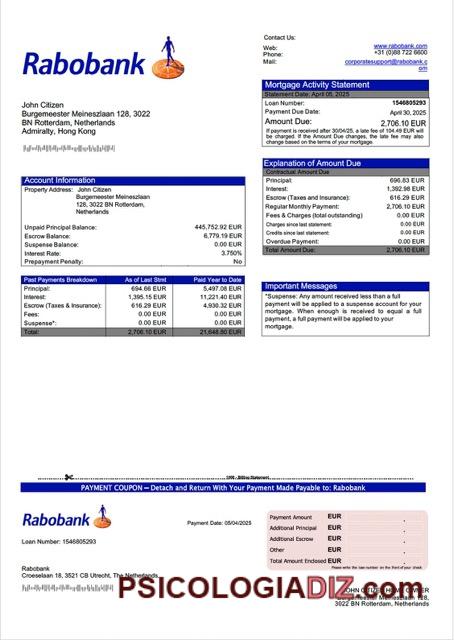 Rabobank
Contact Us:
Web: www.rabobank.com
Phone: +31 (0)88 722 6600
Mail: corporatesupport@rabobank.c
om
Mortgage Activity Statement
Statement Date: April 05, 2025
Loan Number: 1546805293
Payment Due Date: April 30, 2025
Amount Due: 2,706.10 EUR
If payment is received after 30/04/25, a late fee of 104.49 EUR will
be charged. If the Amount Due changes, the late fee may also
change based on the terms of your mortgage.
John Citizen
Burgemeester Meineszlaan 128, 3022
BN Rotterdam, Netherlands
Admiralty, Hong Kong
Explanation of Amount Due
Contractual Amount Due
Principal: 696.83 EUR
Interest: 1,392.98 EUR
Escrow (Taxes and Insurance): 616.29 EUR
Regular Monthly Payment: 2,706.10 EUR
Fees & Charges (total outstanding) 0.00 EUR
Charges since last statement: 0.00 EUR
Credits since last statement: 0.00 EUR
Overdue Payment: 0.00 EUR
Total Amount Due: 2,706.10 EUR
Account Information
Property Address: John Citizen
Burgemeester Meineszlaan
128, 3022 BN Rotterdam,
Netherlands
Unpaid Principal Balance: 445,752.92 EUR
Escrow Balance: 6,779.19 EUR
Suspense Balance: 0.00 EUR
Interest Rate: 3.750%
Prepayment Penalty: No
Past Payments Breakdown As of Last Stmt Paid Year to Date
Principal: 694.66 EUR 5,497.08 EUR
Interest: 1,395.15 EUR 11,221.40 EUR
Escrow (Taxes & Insurance): 616.29 EUR 4,930.32 EUR
Fees: 0.00 EUR 0.00 EUR
Suspense*: 0.00 EUR 0.00 EUR
Total: 2,706.10 EUR 21,648.80 EUR
Important Messages
*Suspense: Any amount received less than a full
payment will be applied to a suspense account for your
mortgage. When enough is received to equal a full
payment, a full payment will be applied to your
mortgage.
PAYMENT COUPON – Detach and Return With Your Payment Made Payable to: Rabobank
Rabobank
Payment Date: 05/04/2025
Loan Number: 1546805293
Payment Amount EUR
Additional Principal EUR
Additional Escrow EUR
Other EUR
Total Amount Enclosed EUR
Please write the loan number on the front of your check
Rabobank
Croeselaan 18, 3521 CB Utrecht, The Netherlands
PSICOLOGIADIZ.com
3022 BN Rotterdam, Netherlands